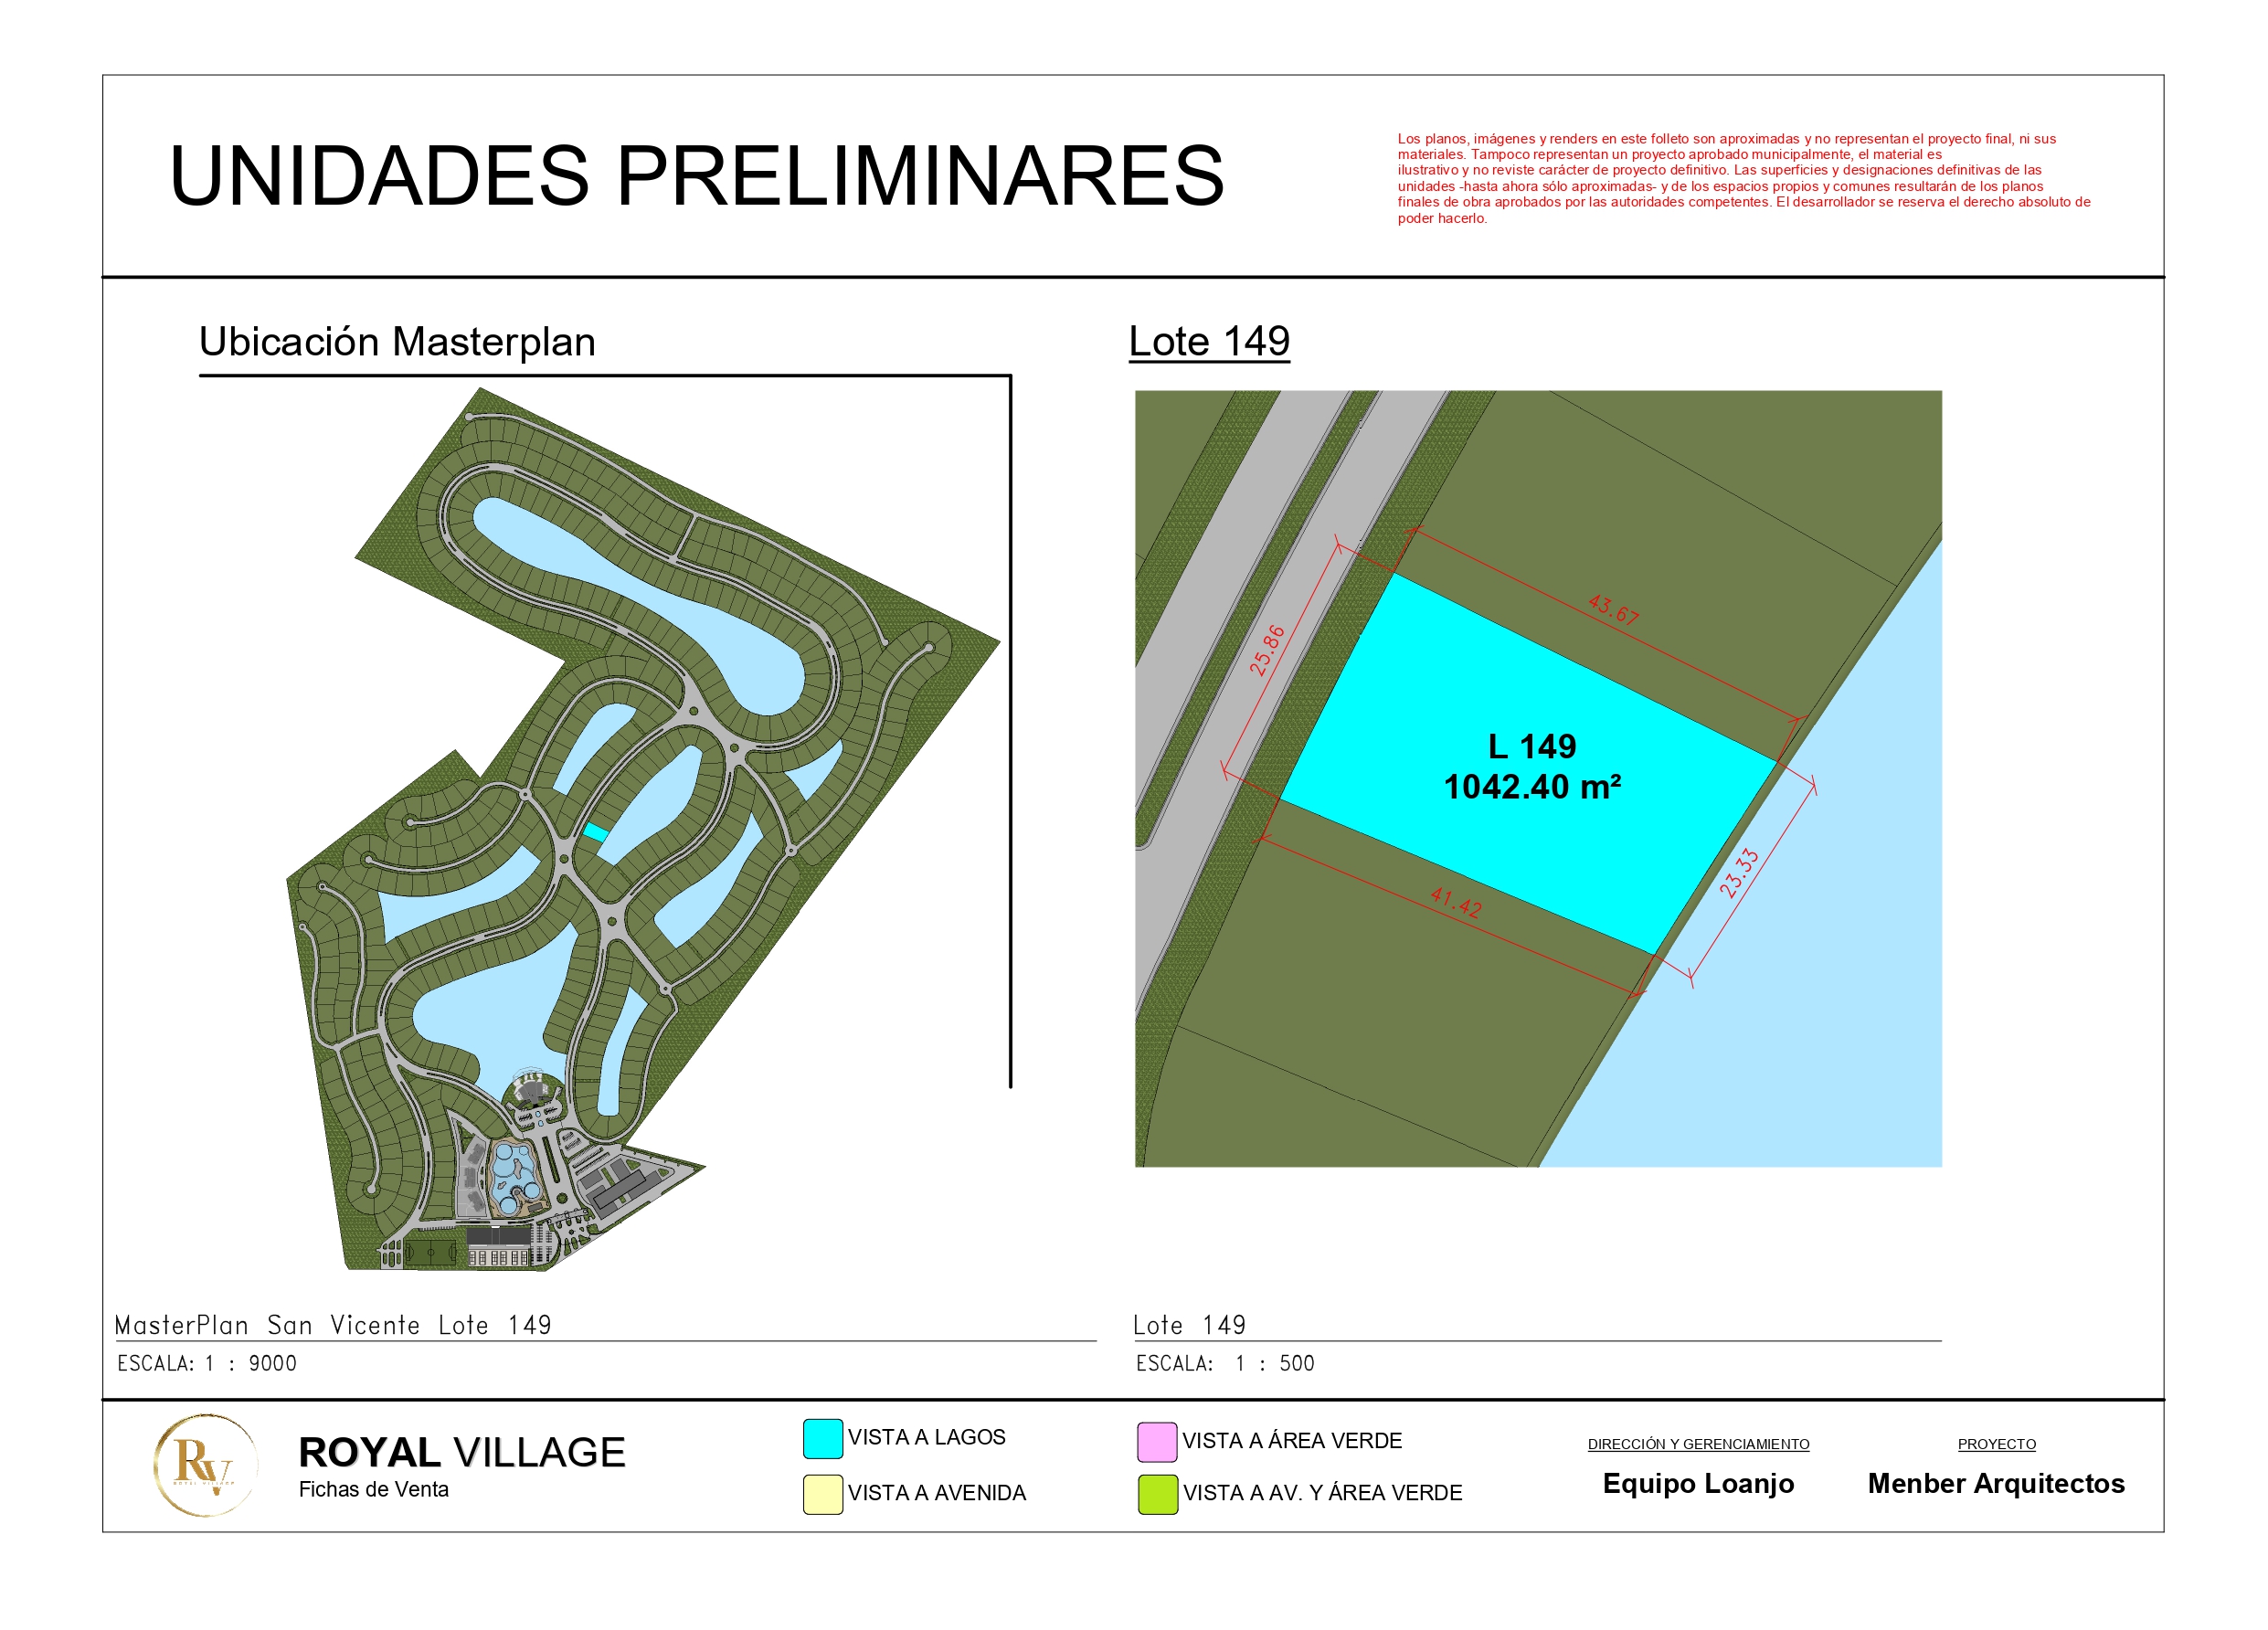 UNIDADES PRELIMINARES
Los planos, imágenes y renders en este folleto son aproximadas y no representan el proyecto final, ni sus
materiales. Tampoco representan un proyecto aprobado municipalmente, el material es
ilustrativo y no reviste carácter de proyecto definitivo. Las superficies y designaciones definitivas de las
unidades -hasta ahora sólo aproximadas- y de los espacios propios y comunes resultarán de los planos
finales de obra aprobados por las autoridades competentes. El desarrollador se reserva el derecho absoluto de
poder hacerlo.
Ubicación Masterplan
Lote 149
43.67
25.86
L 149
1042.40 m²
23.33
41.42
MasterPlan San Vicente Lote 149
ESCALA: 1 : 9000
Lote 149
ESCALA: 1 : 500
RV
ROYAL VILLAGE
ROYAL VILLAGE
Fichas de Venta
VISTA A LAGOS
VISTA A AVENIDA
VISTA A ÁREA VERDE
VISTA A AV. Y ÁREA VERDE
DIRECCIÓN Y GERENCIAMIENTO
Equipo Loanjo
PROYECTO
Menber Arquitectos